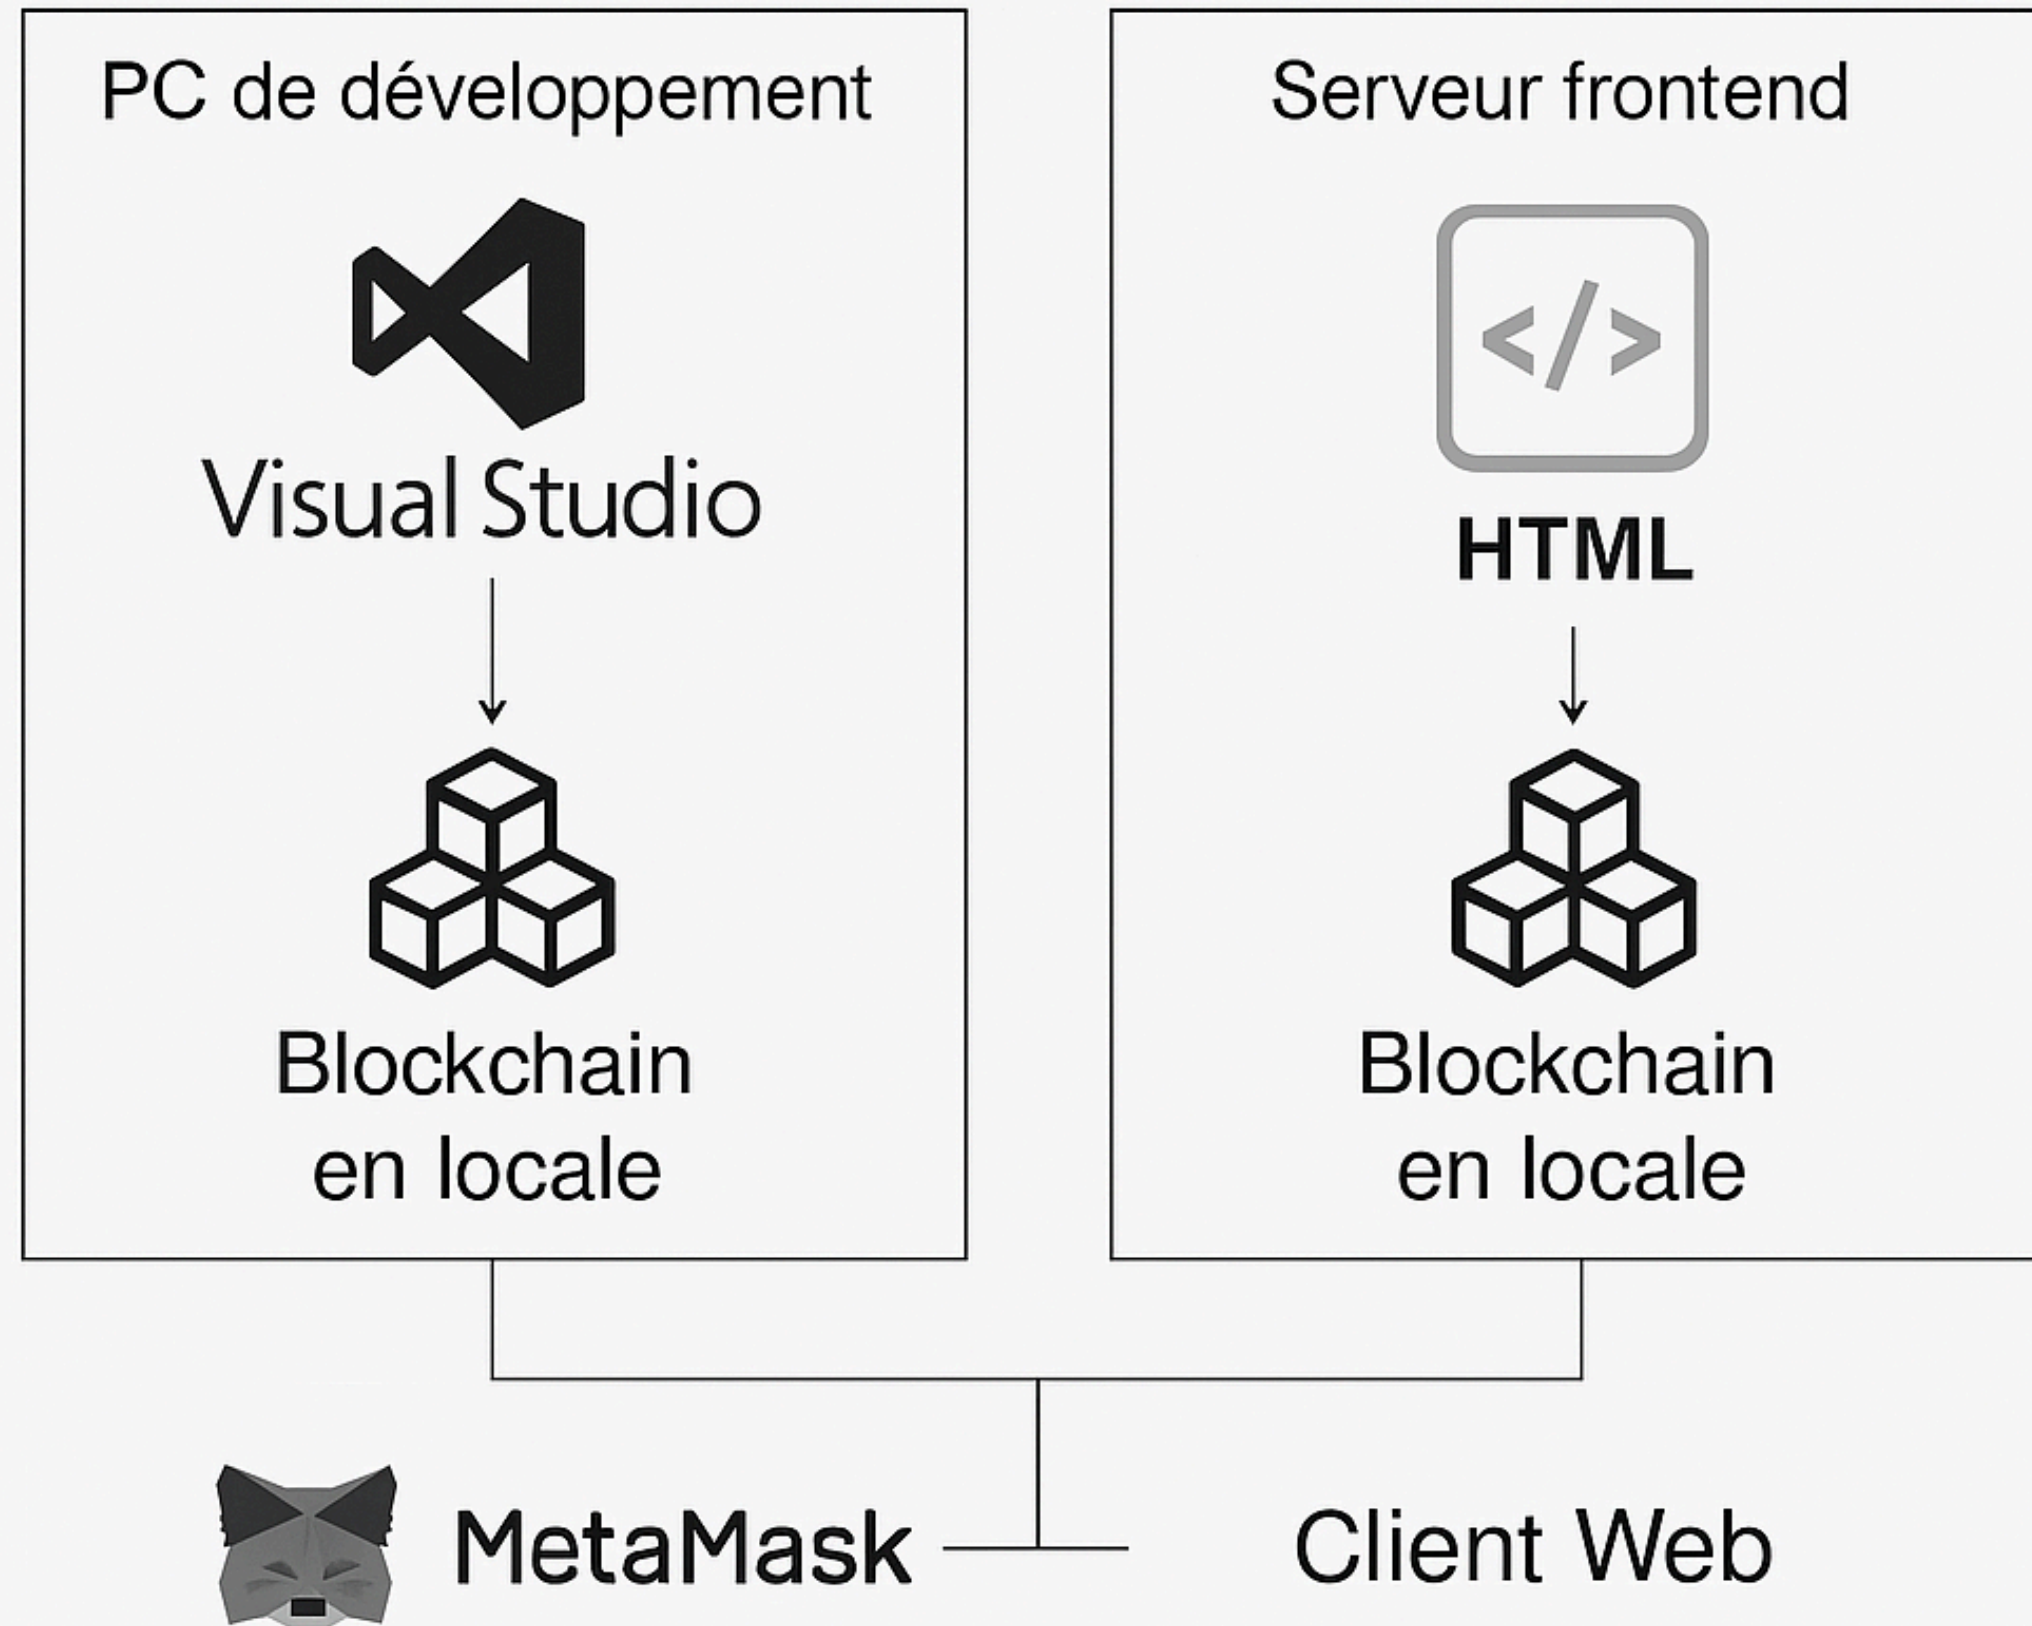 PC de développement
Visual Studio
Blockchain
en locale
Serveur frontend
</>
HTML
Blockchain
en locale
MetaMask
Client Web